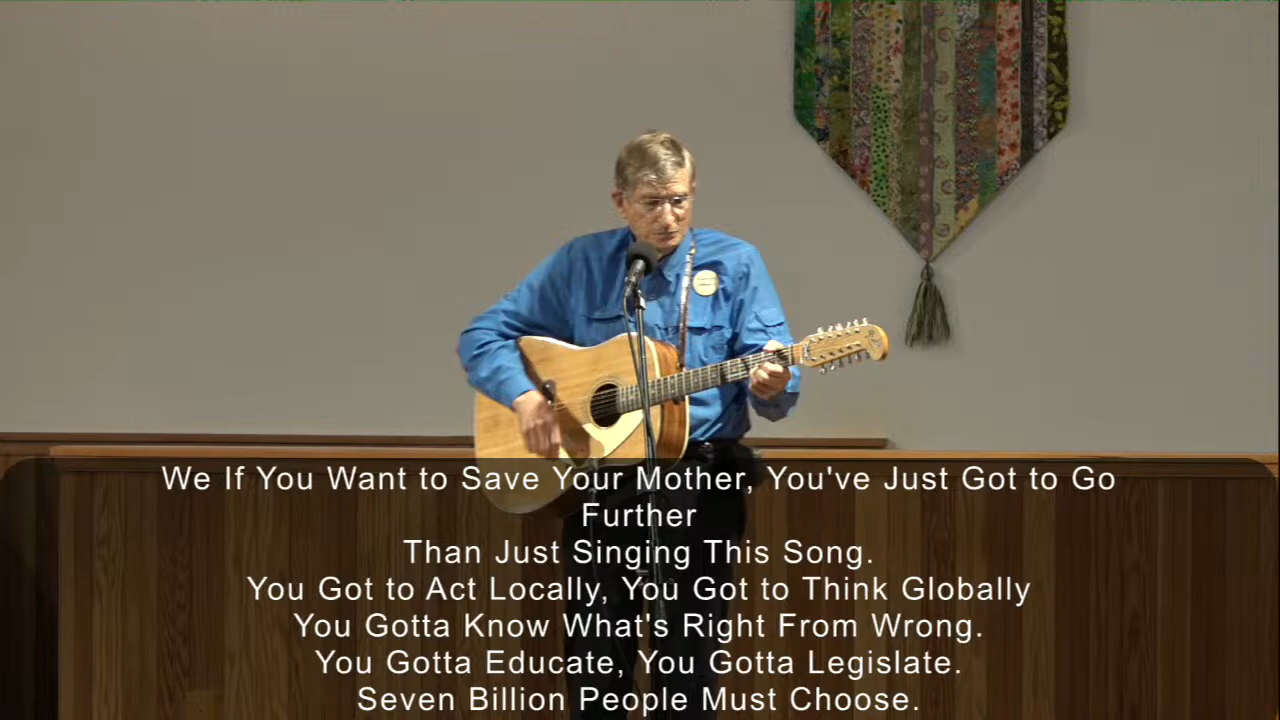 We If You Want to Save Your Mother, You've Just Got to Go
Further
Than Just Singing This Song.
You Got to Act Locally, You Got to Think Globally
You Gotta Know What's Right From Wrong.
You Gotta Educate, You Gotta Legislate.
Seven Billion People Must Choose.